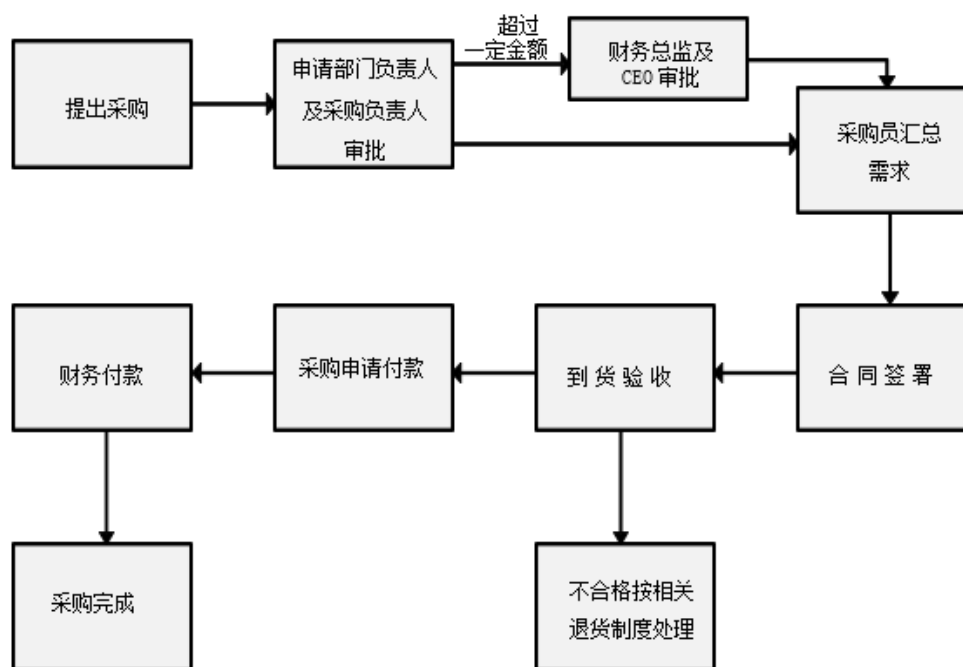 提出采购
申请部门负责人
及采购负责人
审批
超过
一定金额
财务总监及
CEO 审批
采购员汇总
需求
财务付款
采购申请付款
到货验收
合同签署
采购完成
不合格按相关
退货制度处理